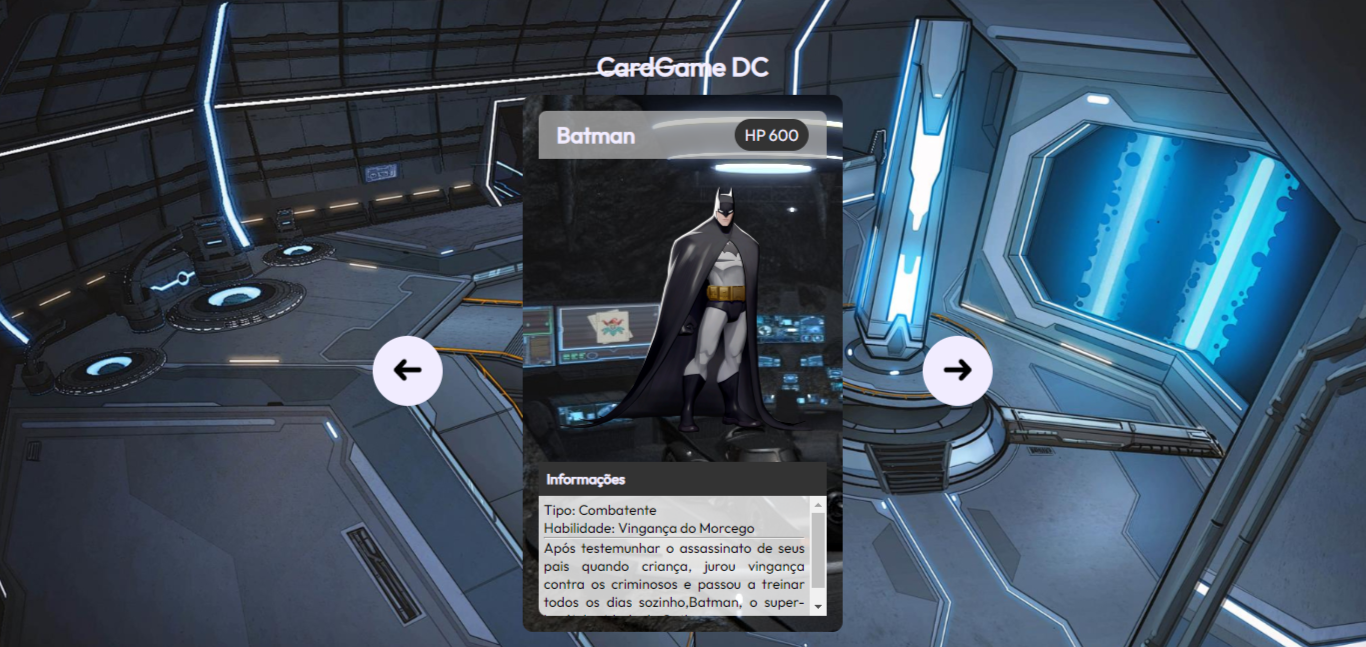 CardGame DC
Batman
HP 600
Informações
Tipo: Combatente
Habilidade: Vingança do Morcego
Após testemunhar o assassinato de seus
pais quando criança, jurou vingança
contra os criminosos e passou a treinar
todos os dias sozinho,Batman, o super-